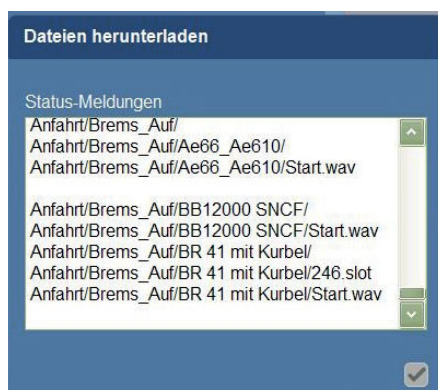 Dateien herunterladen
Status-Meldungen
Anfahrt/Brems_Auf/
Anfahrt/Brems_Auf/Ae66_Ae610/
Anfahrt/Brems_Auf/Ae66_Ae610/Start.wav
Anfahrt/Brems_Auf/BB12000 SNCF/
Anfahrt/Brems_Auf/BB12000 SNCF/Start.wav
Anfahrt/Brems_Auf/BR 41 mit Kurbel/
Anfahrt/Brems_Auf/BR 41 mit Kurbel/246.slot
Anfahrt/Brems_Auf/BR 41 mit Kurbel/Start.wav